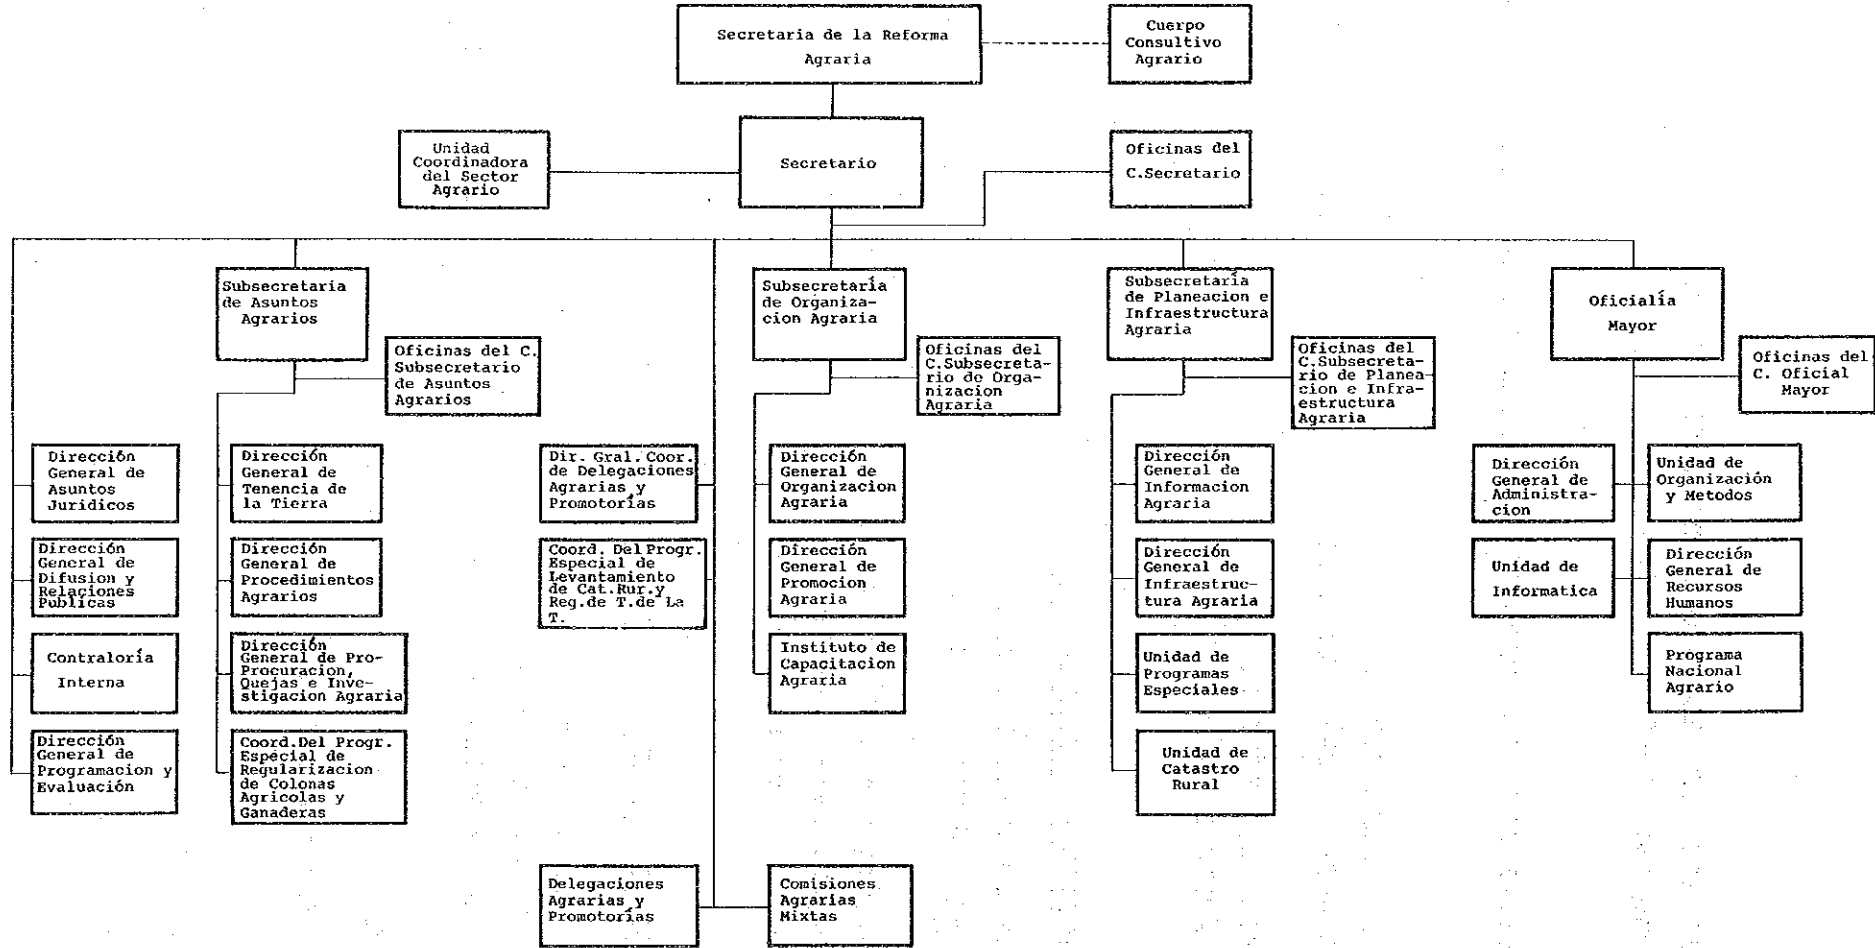 Secretaria de la Reforma
Agraria
Cuerpo
Consultivo
Agrario
Unidad
Coordinadora
del Sector
Agrario
Secretario
Oficinas del
C.Secretario
Subsecretaria
de Asuntos
Agrarios
Subsecretaría
de Organiza-
cion Agraria
Subsecretaría
de Planeacion e
Infraestructura
Agraria
Oficialía
Mayor
Oficinas del C.
Subsecretario
de Asuntos
Agrarios
Oficinas del
C.Subsecreta-
rio de Orga-
nizacion
Agraria
Oficinas del
C.Subsecreta-
rio de Planea-
cion e Infra-
estructura
Agraria
Oficinas del
C. Oficial
Mayor
Dirección
General de
Asuntos
Juridicos
Dirección
General de
Tenencia de
la Tierra
Dir. Gral. Coor.
de Delegaciones
Agrarias y
Promotorías
Dirección
General de
Organizacion
Agraria
Dirección
General de
Informacion
Agraria
Dirección
General de
Administra-
cion
Unidad de
Organización
y Metodos
Dirección
General de
Difusion y
Relaciones
Publicas
Dirección
General de
Procedimientos
Agrarios
Coord. Del Progr.
Especial de
Levantamiento
de Cat.Rur.y
Reg.de T.de La
T.
Dirección
General de
Promocion
Agraria
Dirección
General de
Infraestruc-
tura Agraria
Unidad de
Informatica
Dirección
General de
Recursos
Humanos
Contraloría
Interna
Dirección
General de Pro-
Procuracion,
Quejas e Inve-
stigacion Agraria
Instituto de
Capacitacion
Agraria
Unidad de
Programas
Especiales
Programa
Nacional
Agrario
Dirección
General de
Programacion y
Evaluación
Coord.Del Progr.
Especial de
Regularizacion
de Colonas
Agricolas y
Ganaderas
Unidad de
Catastro
Rural
Delegaciones
Agrarias y
Promotorías
Comisiones
Agrarias
Mixtas